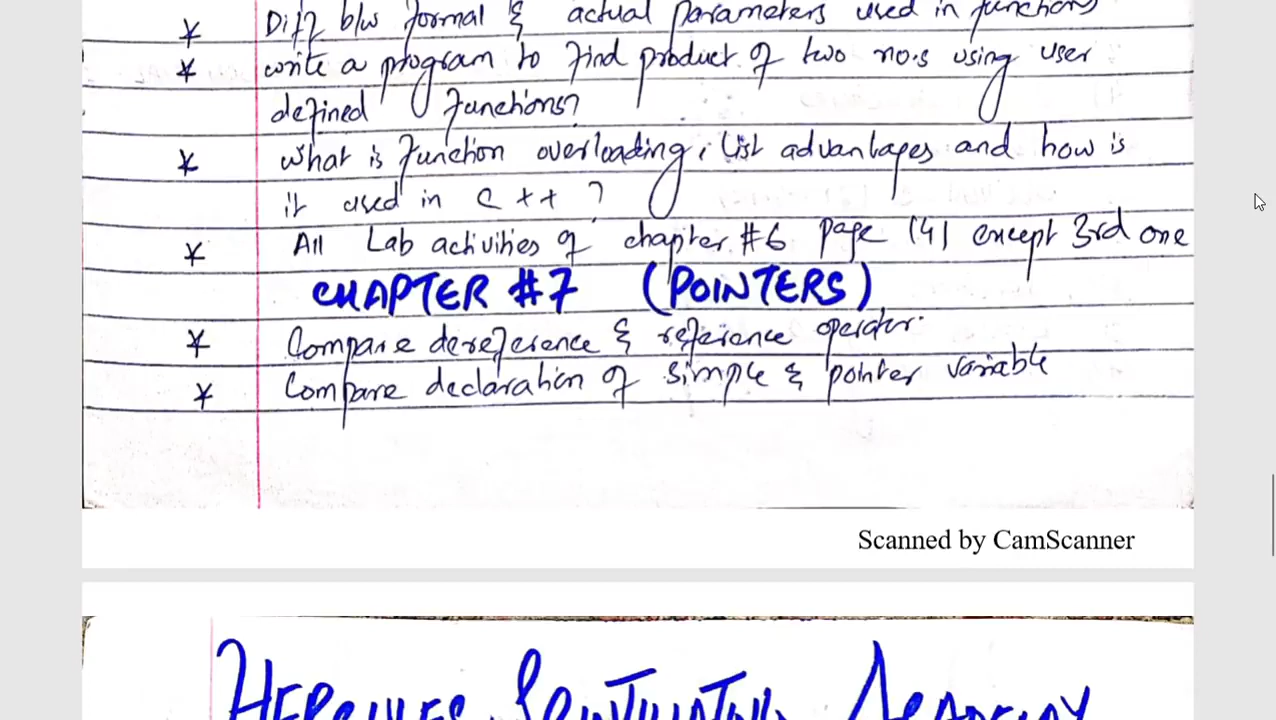 * Diff b/w formal & actual parameters used in functions
* write a program to find product of two no.s using user
defined functions?
* What is function overloading, list advantages and how is
it used in C++ ?
* All Lab activities of chapter #6 page 141 except 3rd one
CHAPTER #7 (POINTERS)
* Compare dereference & reference operator.
* Compare declaration of simple & pointer variable
Scanned by CamScanner
ACADEMY